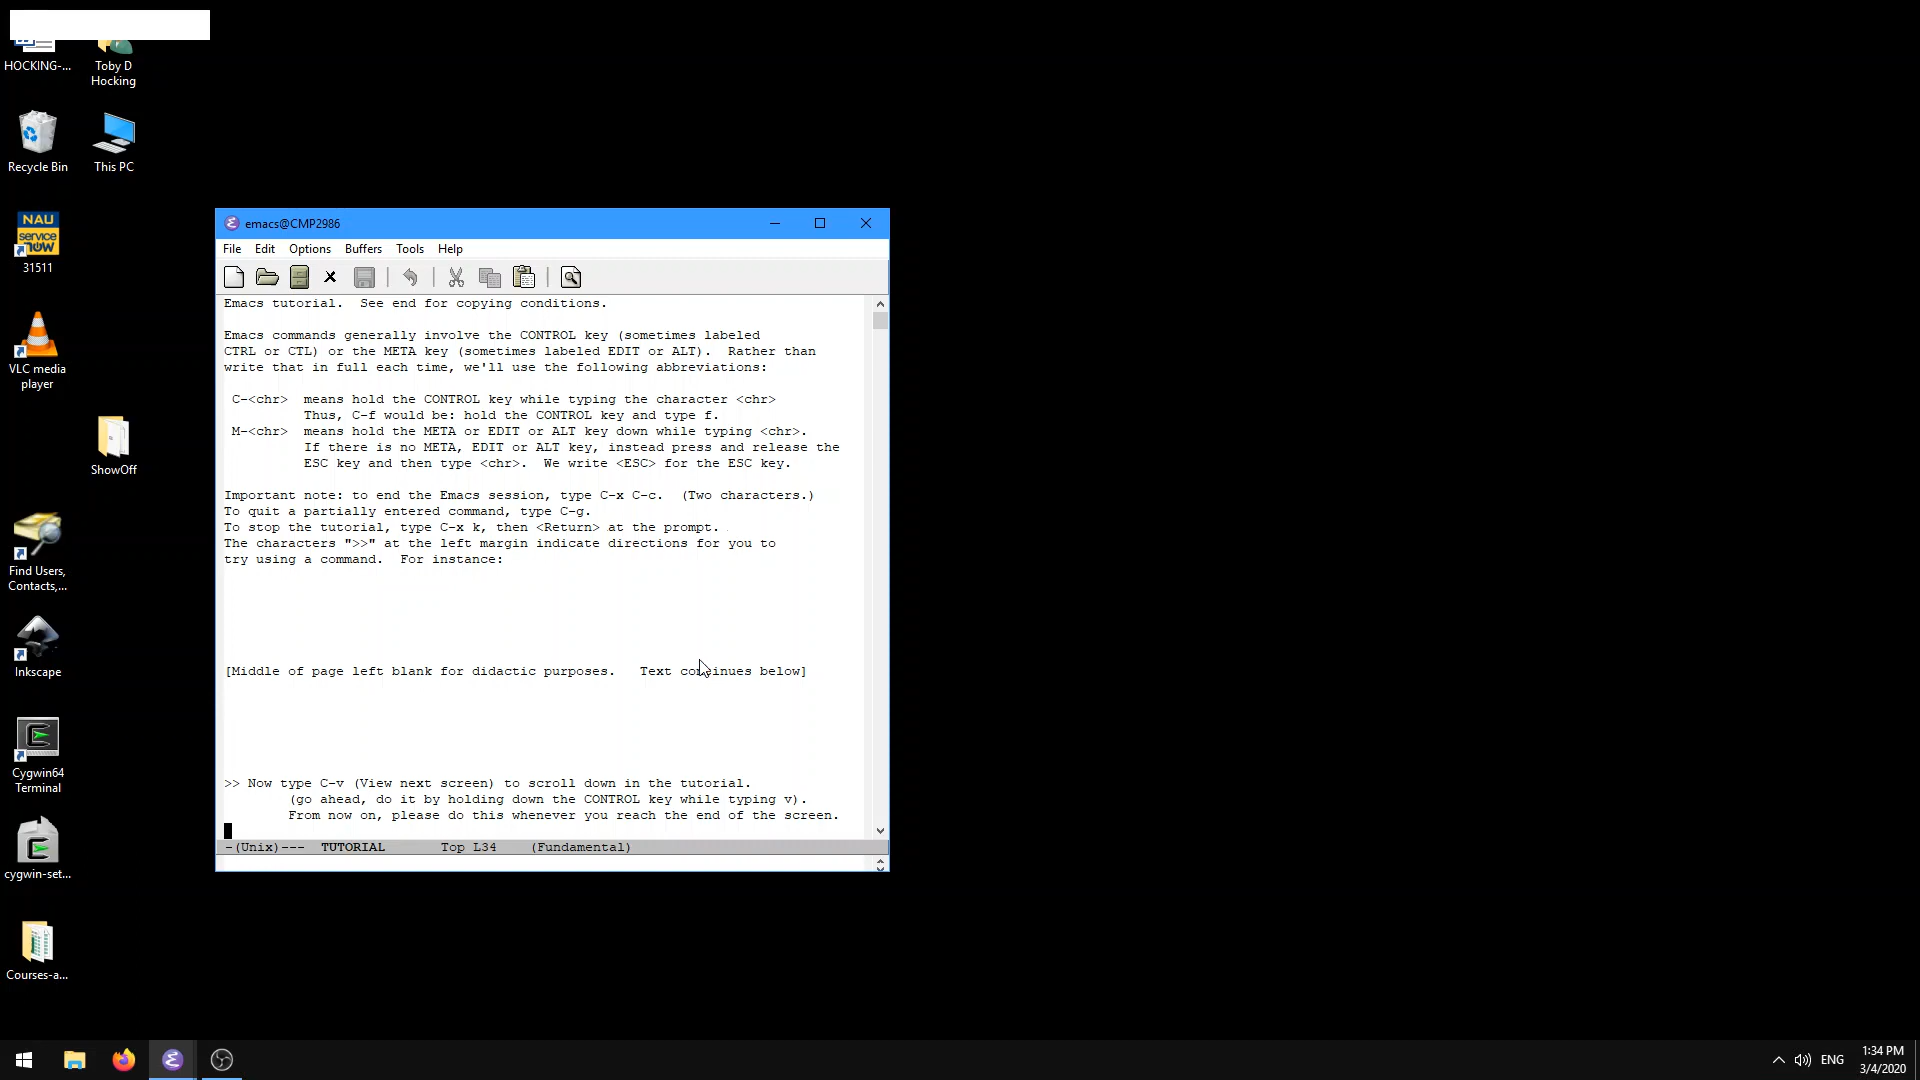 HOCKING-...
Toby D
Hocking
Recycle Bin
This PC
NAU
service
now
31511
VLC media
player
ShowOff
Find Users,
Contacts,...
Inkscape
Cygwin64
Terminal
cygwin-set...
Courses-a...
emacs@CMP2986
File Edit Options Buffers Tools Help
Emacs tutorial.  See end for copying conditions.
Emacs commands generally involve the CONTROL key (sometimes labeled
CTRL or CTL) or the META key (sometimes labeled EDIT or ALT).  Rather than
write that in full each time, we'll use the following abbreviations:
C-<chr>  means hold the CONTROL key while typing the character <chr>
Thus, C-f would be: hold the CONTROL key and type f.
M-<chr>  means hold the META or EDIT or ALT key down while typing <chr>.
If there is no META, EDIT or ALT key, instead press and release the
ESC key and then type <chr>.  We write <ESC> for the ESC key.
Important note: to end the Emacs session, type C-x C-c.  (Two characters.)
To quit a partially entered command, type C-g.
To stop the tutorial, type C-x k, then <Return> at the prompt.
The characters ">>" at the left margin indicate directions for you to
try using a command.  For instance:
[Middle of page left blank for didactic purposes.   Text continues below]
>> Now type C-v (View next screen) to scroll down in the tutorial.
(go ahead, do it by holding down the CONTROL key while typing v).
From now on, please do this whenever you reach the end of the screen.
-(Unix)---  TUTORIAL       Top L34    (Fundamental)
ENG
1:34 PM
3/4/2020